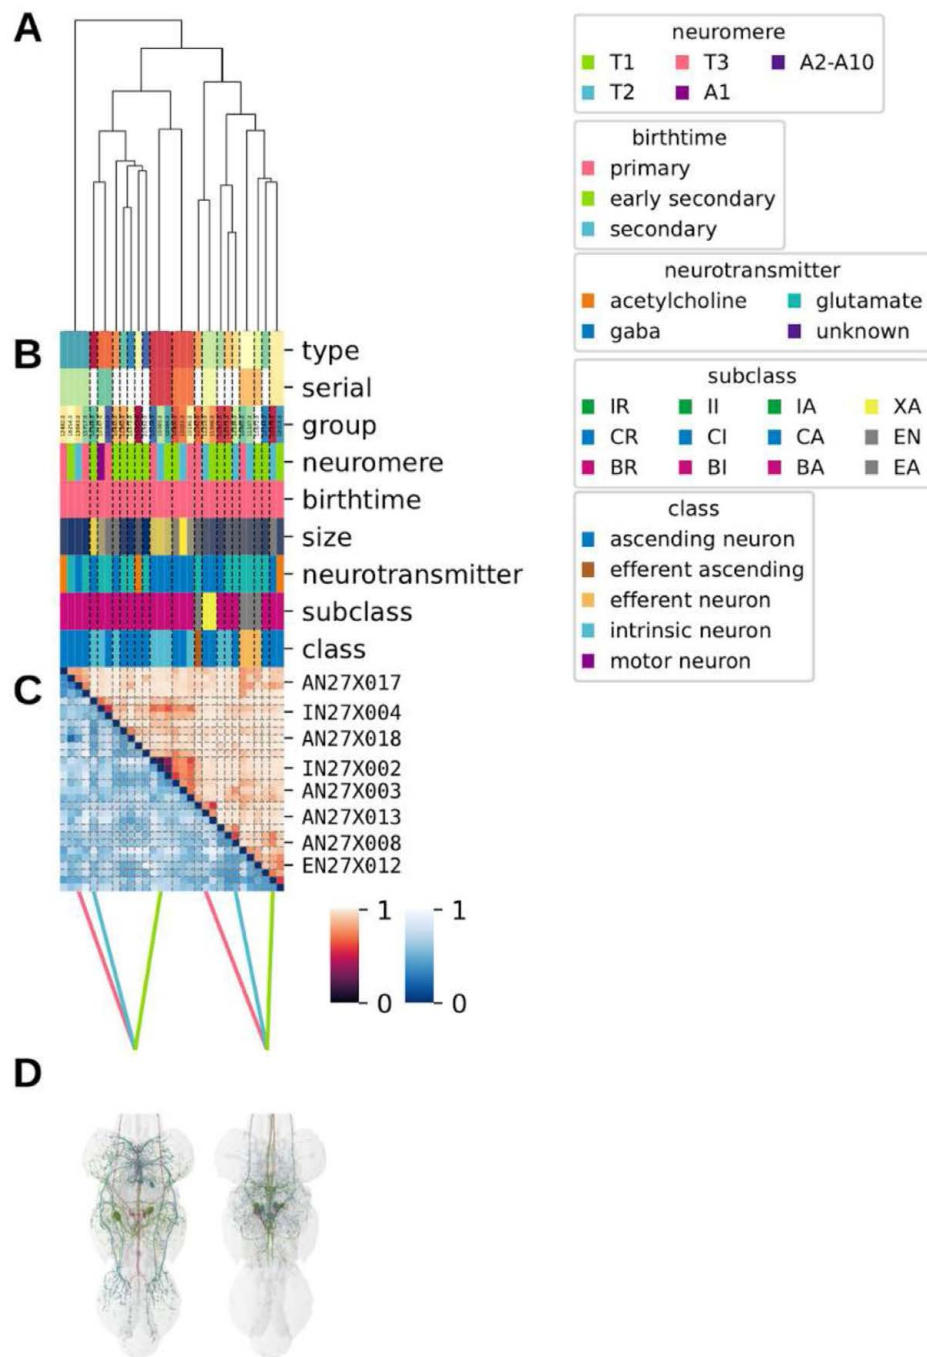 A
neuromere
T1 T3 A2-A10
T2 A1
birthtime
primary
early secondary
secondary
neurotransmitter
acetylcholine glutamate
gaba unknown
subclass
IR II IA XA
CR CI CA EN
BR BI BA EA
class
ascending neuron
efferent ascending
efferent neuron
intrinsic neuron
motor neuron
B
type
serial
group
neuromere
birthtime
size
neurotransmitter
subclass
class
C
AN27X017
IN27X004
AN27X018
IN27X002
AN27X003
AN27X013
AN27X008
EN27X012
1 1
0 0
D